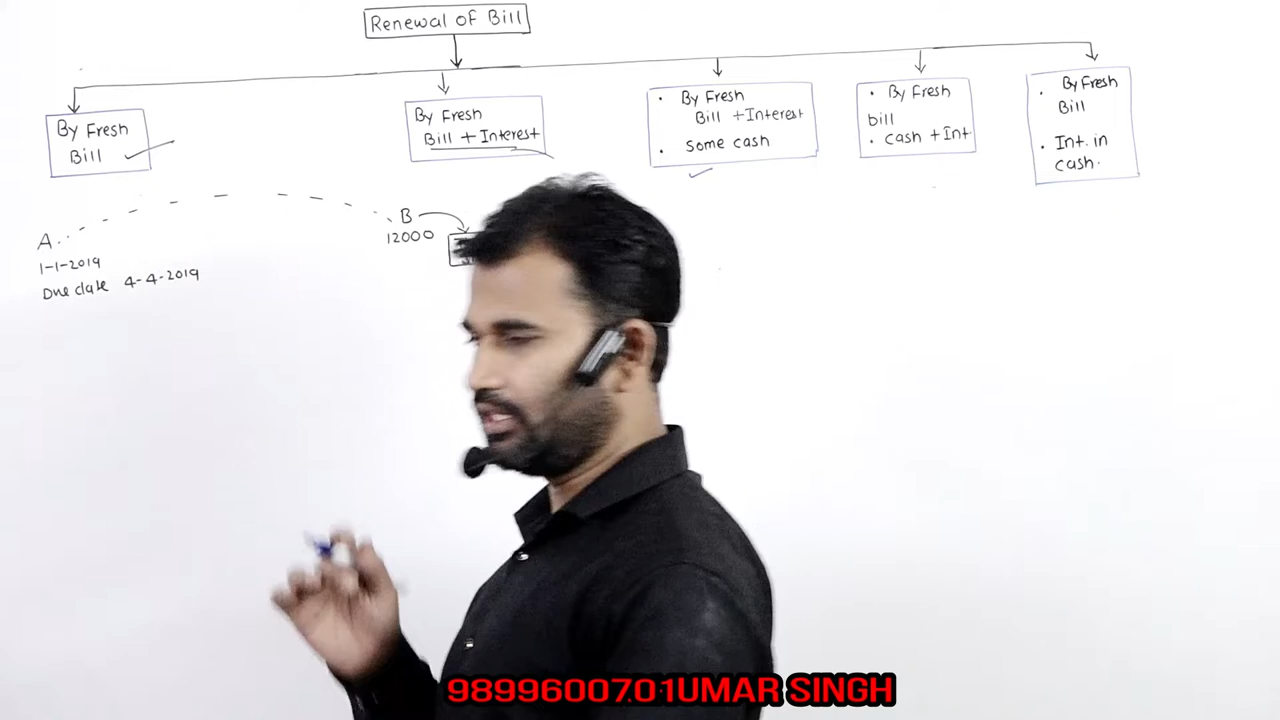 Renewal of Bill
By Fresh
Bill
By Fresh
Bill + Interest
• By Fresh
Bill + Interest
• some cash
• By Fresh
bill
• cash + Int
• By Fresh
Bill
• Int. in
cash.
A
1-1-2019
Due date 4-4-2019
B
12000
9899600701UMAR SINGH